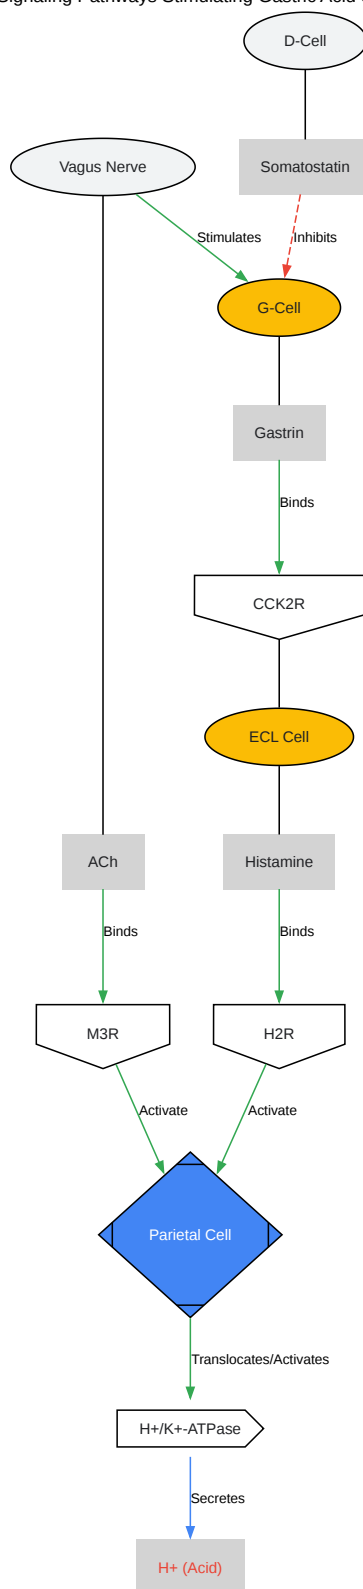 Signaling Pathways Stimulating Gastric Acid
D-Cell
Vagus Nerve
Somatostatin
Stimulates
Inhibits
G-Cell
Gastrin
Binds
CCK2R
ECL Cell
ACh
Histamine
Binds
Binds
M3R
H2R
Activate
Activate
Parietal Cell
Translocates/Activates
H+/K+-ATPase
Secretes
H+ (Acid)